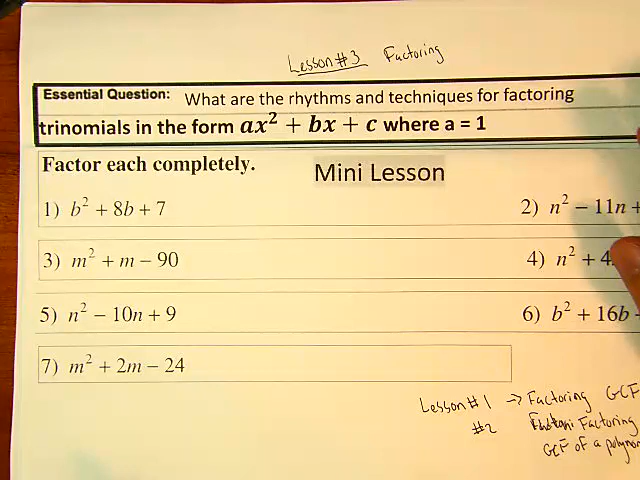 Lesson #3 Factoring
Essential Question: What are the rhythms and techniques for factoring
trinomials in the form ax² + bx + c where a = 1
Factor each completely.
Mini Lesson
1) b² + 8b + 7
2) n² − 11n +
3) m² + m − 90
4) n² + 4
5) n² − 10n + 9
6) b² + 16b
7) m² + 2m − 24
Lesson #1 → Factoring GCF
#2 Factoring
GCF of a polynom